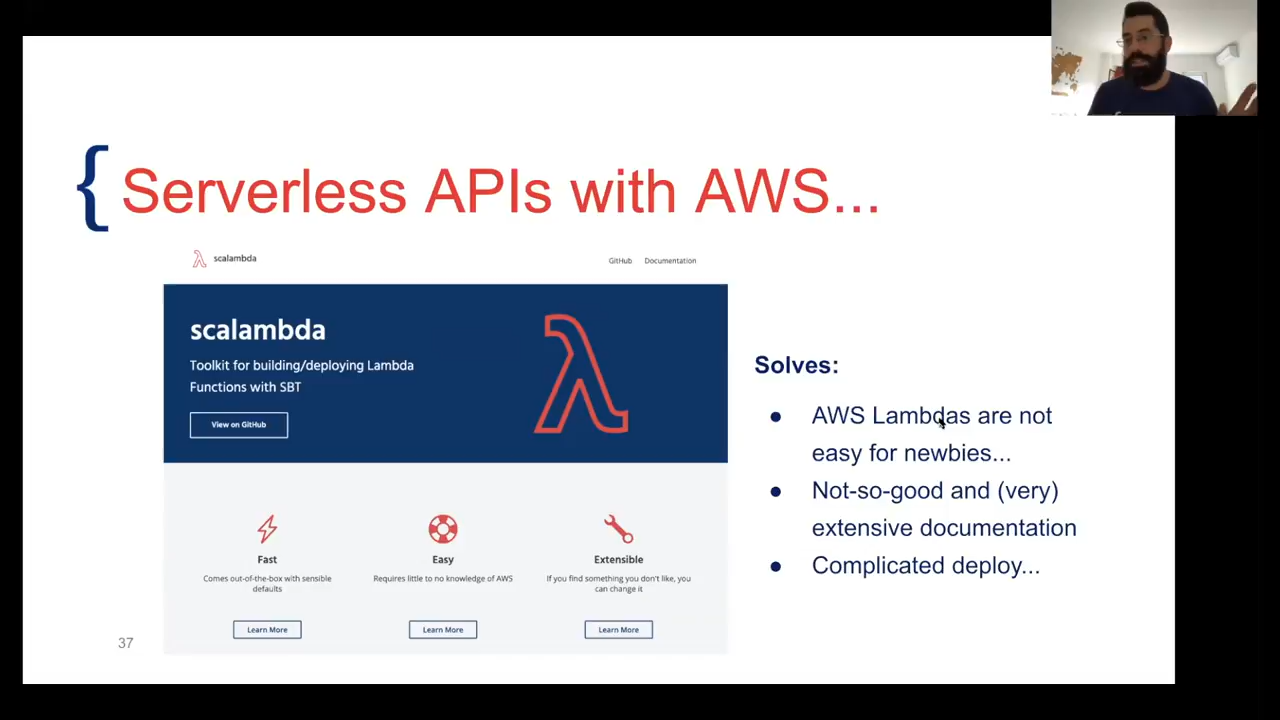 { Serverless APIs with AWS...
scalambda
GitHub Documentation
scalambda
Toolkit for building/deploying Lambda
Functions with SBT
View on GitHub
Fast
Comes out-of-the-box with sensible
defaults
Learn More
Easy
Requires little to no knowledge of AWS
Learn More
Extensible
If you find something you don't like, you
can change it
Learn More
Solves:
● AWS Lambdas are not
easy for newbies...
● Not-so-good and (very)
extensive documentation
● Complicated deploy...
37